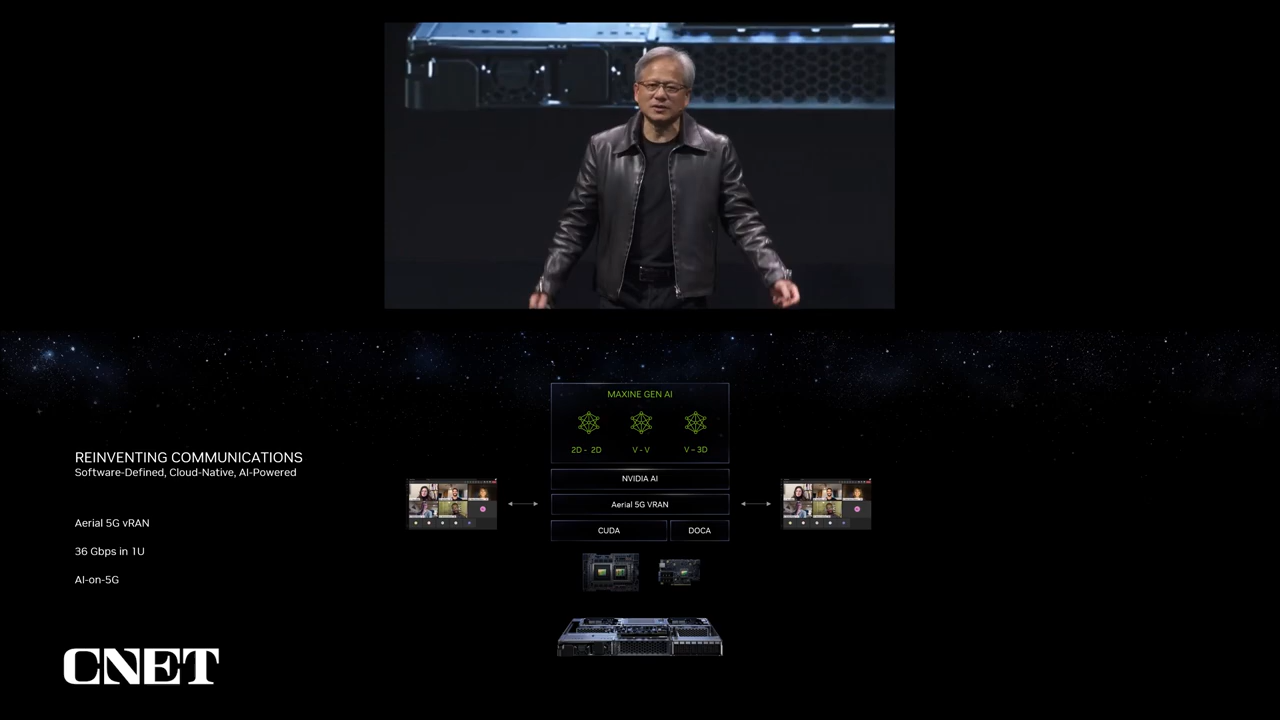 REINVENTING COMMUNICATIONS
Software-Defined, Cloud-Native, AI-Powered
Aerial 5G vRAN
36 Gbps in 1U
AI-on-5G
MAXINE GEN AI
2D - 2D
V - V
V - 3D
NVIDIA AI
Aerial 5G VRAN
CUDA
DOCA
CNET